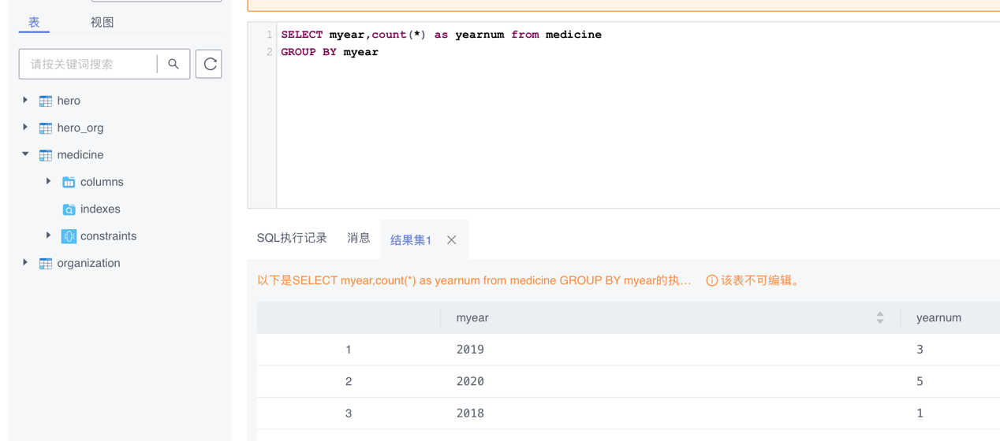 表 视图
请按关键词搜索
hero
hero_org
medicine
columns
indexes
constraints
organization
1 SELECT myear,count(*) as yearnum from medicine
2 GROUP BY myear
SQL执行记录 消息 结果集1
以下是SELECT myear,count(*) as yearnum from medicine GROUP BY myear的执... 该表不可编辑。
myear yearnum
1 2019 3
2 2020 5
3 2018 1